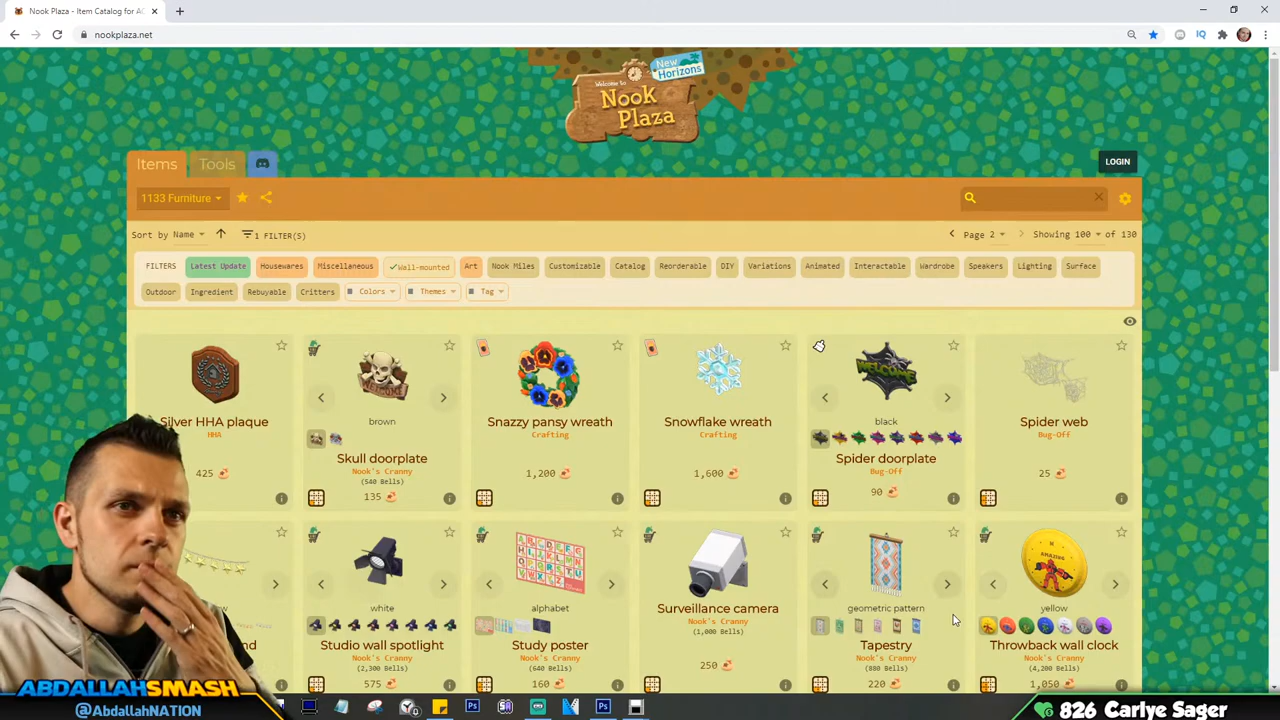 Nook Plaza - Item Catalog for AC
nookplaza.net
New Horizons
Welcome to
Nook
Plaza
Items
Tools
LOGIN
1133 Furniture
Sort by Name
1 FILTER(S)
Page 2
Showing 100 of 130
FILTERS Latest Update Housewares Miscellaneous Wall-mounted Art Nook Miles Customizable Catalog Reorderable DIY Variations Animated Interactable Wardrobe Speakers Lighting Surface
Outdoor Ingredient Rebuyable Critters Colors Themes Tag
Silver HHA plaque
HHA
425
WELCOME
brown
Skull doorplate
Nook's Cranny
(540 Bells)
135
Snazzy pansy wreath
Crafting
1,200
Snowflake wreath
Crafting
1,600
WELCOME
black
Spider doorplate
Bug-Off
90
Spider web
Bug-Off
25
white
Studio wall spotlight
Nook's Cranny
(2,300 Bells)
575
alphabet
Study poster
Nook's Cranny
(640 Bells)
160
Surveillance camera
Nook's Cranny
(1,000 Bells)
250
geometric pattern
Tapestry
Nook's Cranny
(880 Bells)
220
AMAZING
yellow
Throwback wall clock
Nook's Cranny
(4,200 Bells)
1,050
ABDALLAHSMASH
@AbdallahNATION
826 Carlye Sager